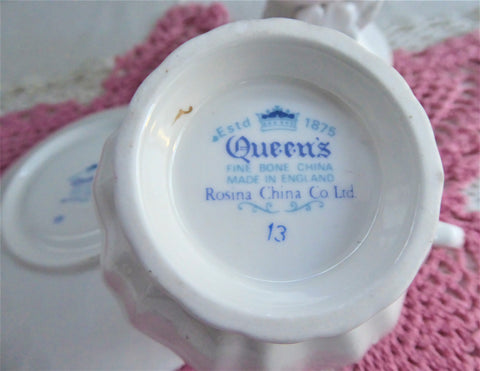 Estd 1875
Queen's
FINE BONE CHINA
MADE IN ENGLAND
Rosina China Co Ltd.
13